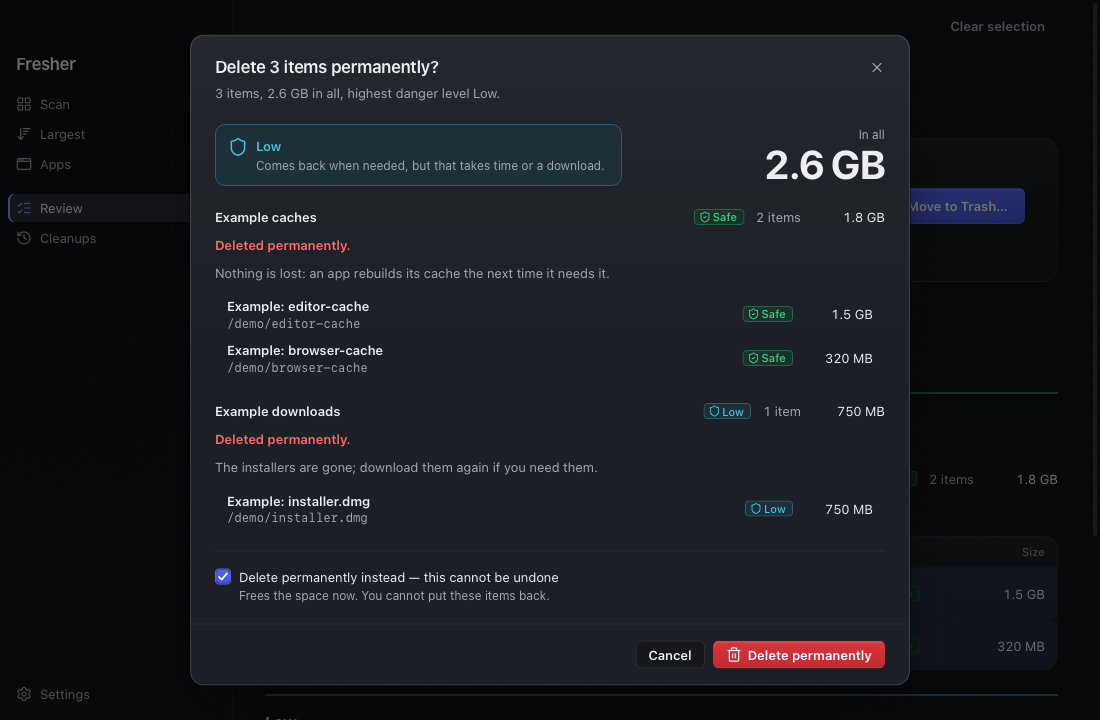 Clear selection
Fresher
Scan
Largest
Apps
Review
Cleanups
Settings
Delete 3 items permanently?
3 items, 2.6 GB in all, highest danger level Low.
Low
Comes back when needed, but that takes time or a download.
In all
2.6 GB
Example caches Safe 2 items 1.8 GB
Deleted permanently.
Nothing is lost: an app rebuilds its cache the next time it needs it.
Example: editor-cache
/demo/editor-cache
Safe 1.5 GB
Example: browser-cache
/demo/browser-cache
Safe 320 MB
Example downloads Low 1 item 750 MB
Deleted permanently.
The installers are gone; download them again if you need them.
Example: installer.dmg
/demo/installer.dmg
Low 750 MB
Delete permanently instead — this cannot be undone
Frees the space now. You cannot put these items back.
Cancel Delete permanently
Move to Trash...
2 items 1.8 GB
Size
1.5 GB
320 MB